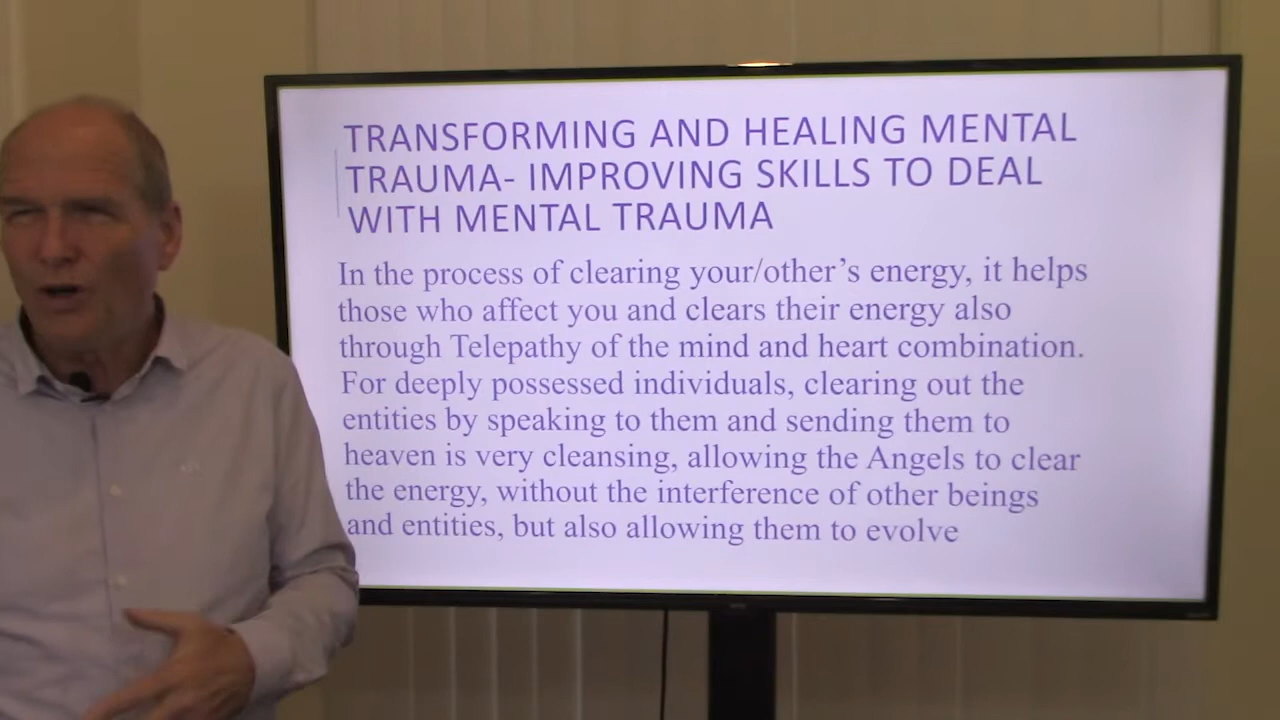 TRANSFORMING AND HEALING MENTAL
TRAUMA- IMPROVING SKILLS TO DEAL
WITH MENTAL TRAUMA
In the process of clearing your/other’s energy, it helps
those who affect you and clears their energy also
through Telepathy of the mind and heart combination.
For deeply possessed individuals, clearing out the
entities by speaking to them and sending them to
heaven is very cleansing, allowing the Angels to clear
the energy, without the interference of other beings
and entities, but also allowing them to evolve